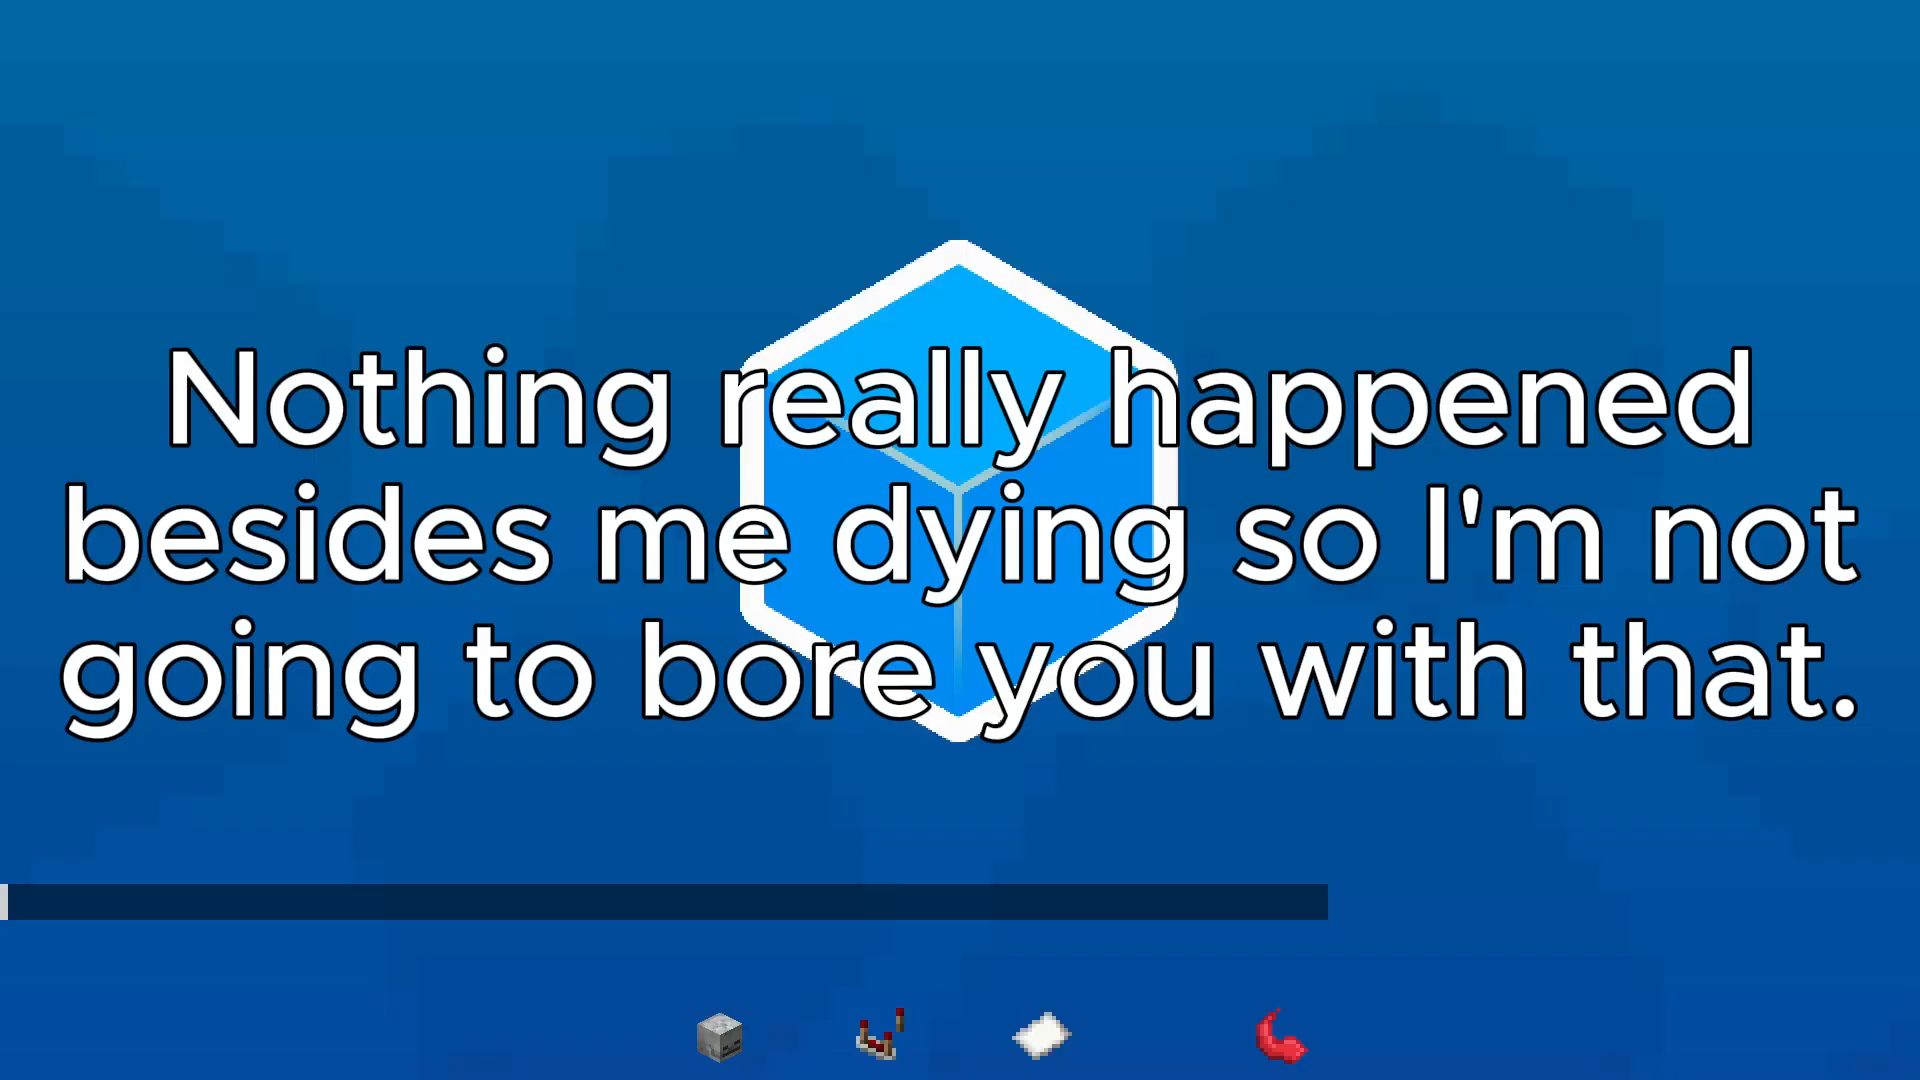 Nothing really happened
besides me dying so I'm not
going to bore you with that.